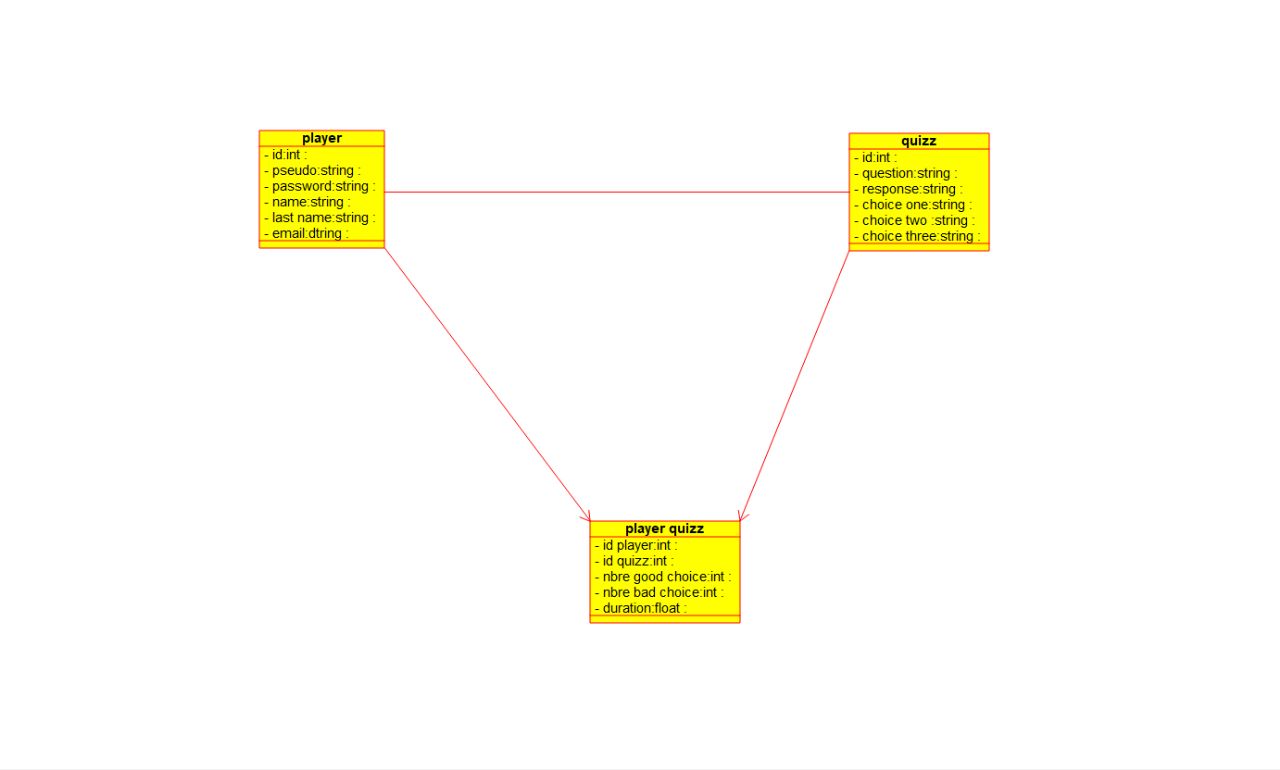 player
- id:int :
- pseudo:string :
- password:string :
- name:string :
- last name:string :
- email:dtring :
quizz
- id:int :
- question:string :
- response:string :
- choice one:string :
- choice two :string :
- choice three:string :
player quizz
- id player:int :
- id quizz:int :
- nbre good choice:int :
- nbre bad choice:int :
- duration:float :